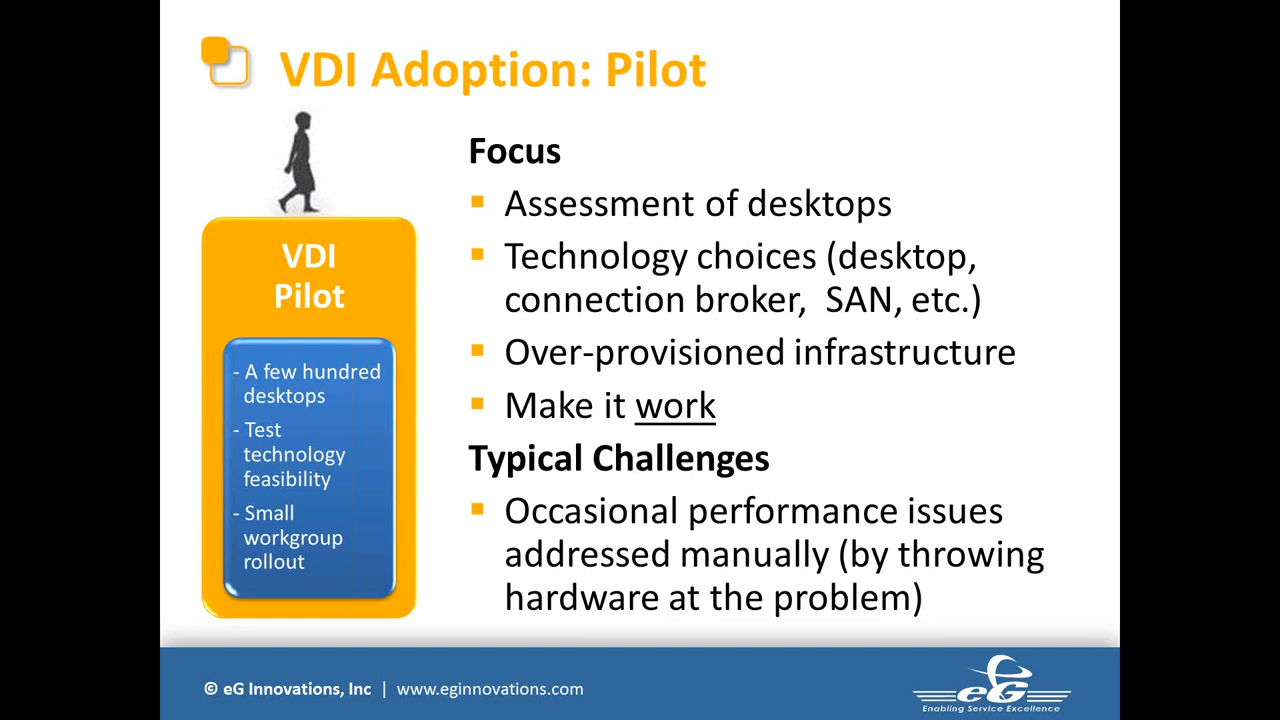 VDI Adoption: Pilot
VDI
Pilot
- A few hundred
desktops
- Test
technology
feasibility
- Small
workgroup
rollout
Focus
Assessment of desktops
Technology choices (desktop,
connection broker, SAN, etc.)
Over-provisioned infrastructure
Make it work
Typical Challenges
Occasional performance issues
addressed manually (by throwing
hardware at the problem)
© eG Innovations, Inc | www.eginnovations.com
eG
Enabling Service Excellence